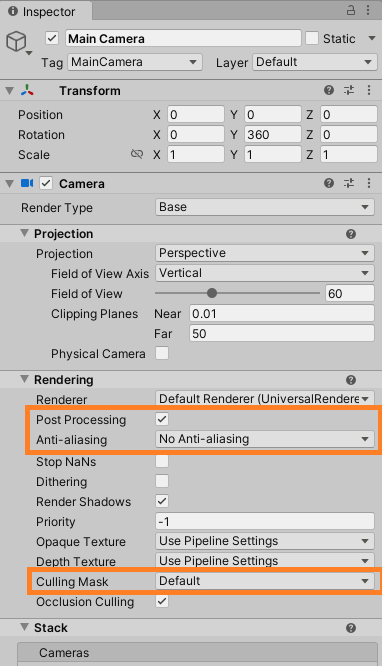 Inspector
Main Camera Static
Tag MainCamera Layer Default
Transform
Position X 0 Y 0 Z 0
Rotation X 0 Y 360 Z 0
Scale X 1 Y 1 Z 1
Camera
Render Type Base
Projection
Projection Perspective
Field of View Axis Vertical
Field of View 60
Clipping Planes Near 0.01
Far 50
Physical Camera
Rendering
Renderer Default Renderer (UniversalRendere
Post Processing
Anti-aliasing No Anti-aliasing
Stop NaNs
Dithering
Render Shadows
Priority -1
Opaque Texture Use Pipeline Settings
Depth Texture Use Pipeline Settings
Culling Mask Default
Occlusion Culling
Stack
Cameras